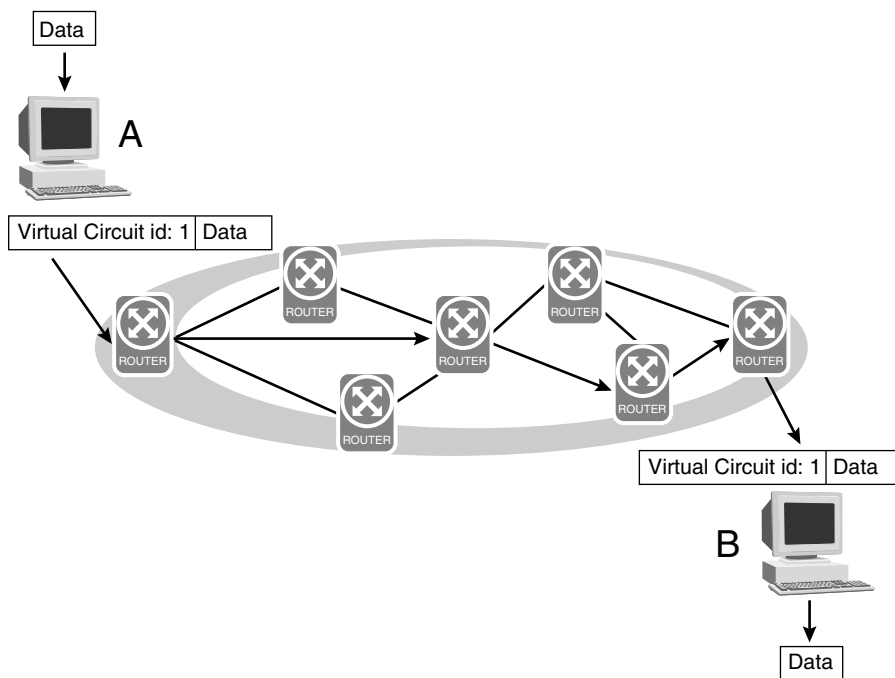 Data
A
Virtual Circuit id: 1 Data
ROUTER
ROUTER
ROUTER
ROUTER
ROUTER
ROUTER
ROUTER
Virtual Circuit id: 1 Data
B
Data